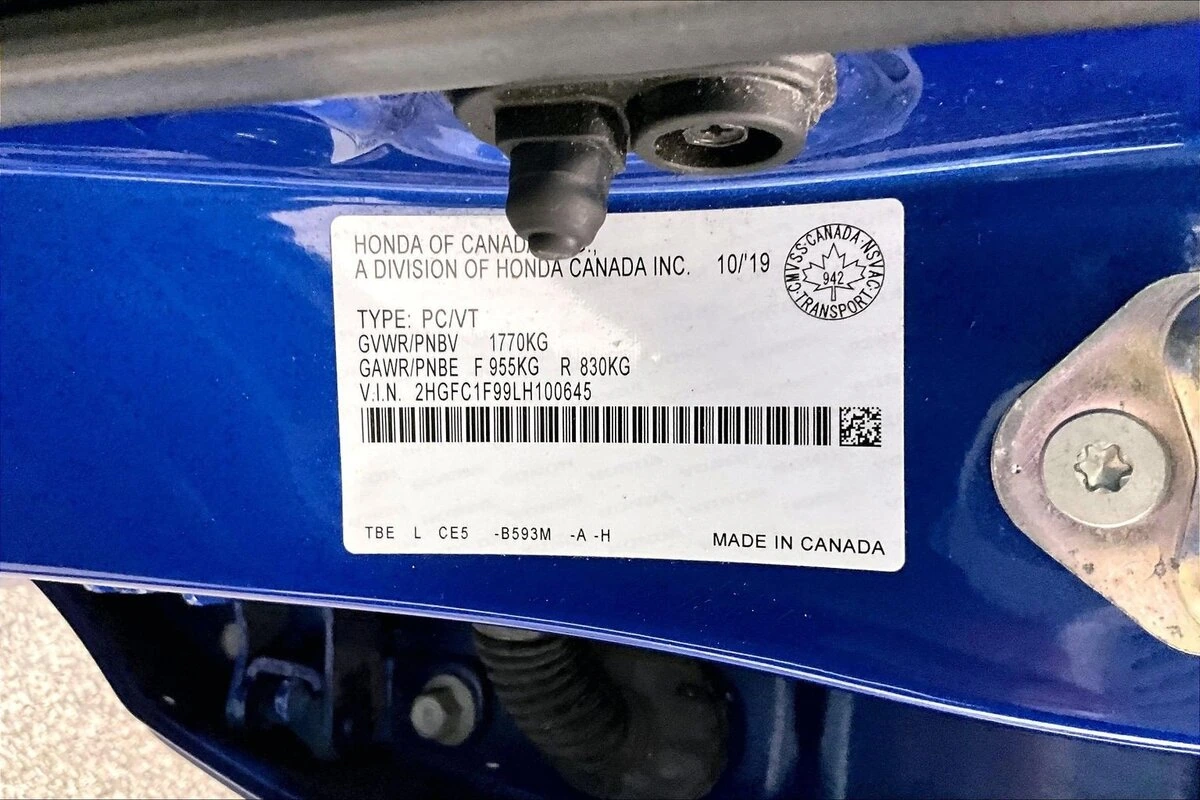 HONDA OF CANADA
A DIVISION OF HONDA CANADA INC. 10/'19
CMVSS·CANADA·NSVAC·TRANSPORT·
942
TYPE: PC/VT
GVWR/PNBV 1770KG
GAWR/PNBE F 955KG R 830KG
V.I.N. 2HGFC1F99LH100645
TBE L CE5 -B593M -A -H
MADE IN CANADA